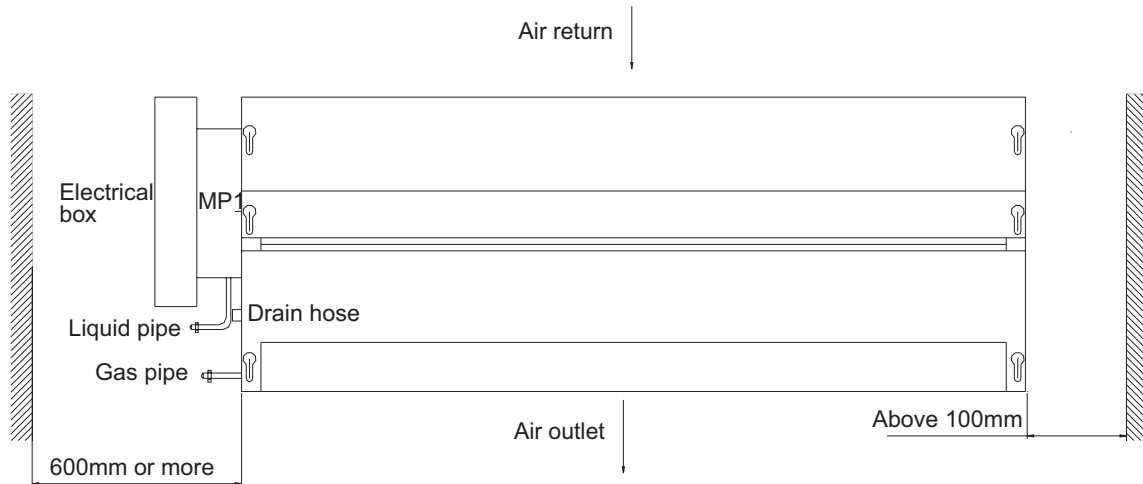 Air return
Electrical
box
MP1
Drain hose
Liquid pipe
Gas pipe
Air outlet
Above 100mm
600mm or more